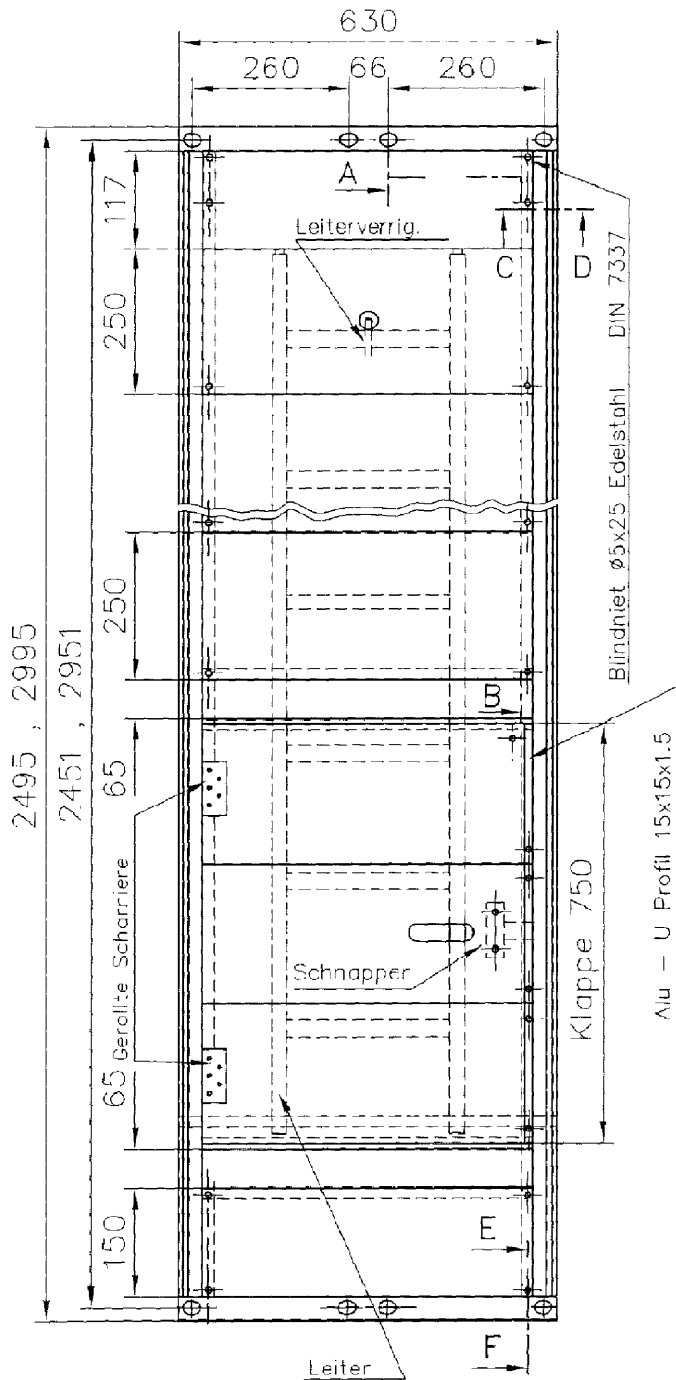 630
260 66 260
A
117
Leiterverrig.
C D
250
Blindniet ø5x25 Edelstahl DIN 7337
250
2495 , 2995
2451 , 2951
B
65
Gerollte Scharniere
65
Schnapper
Klappe 750
Alu – U Profil 15x15x1.5
150
E
F
Leiter